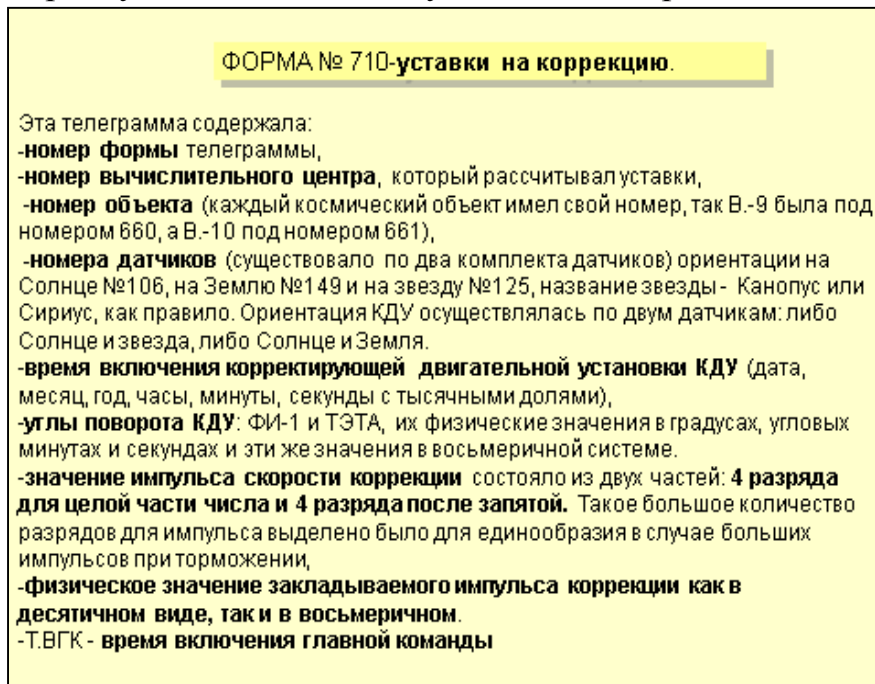 ФОРМА № 710-уставки на коррекцию.
Эта телеграмма содержала:
-номер формы телеграммы,
-номер вычислительного центра, который рассчитывал уставки,
-номер объекта (каждый космический объект имел свой номер, так В.-9 была под
номером 660, а В.-10 под номером 661),
-номера датчиков (существовало по два комплекта датчиков) ориентации на
Солнце №106, на Землю №149 и на звезду №125, название звезды - Канопус или
Сириус, как правило. Ориентация КДУ осуществлялась по двум датчикам: либо
Солнце и звезда, либо Солнце и Земля.
-время включения корректирующей двигательной установки КДУ (дата,
месяц, год, часы, минуты, секунды с тысячными долями),
-углы поворота КДУ: ФИ-1 и ТЭТА, их физические значения в градусах, угловых
минутах и секундах и эти же значения в восьмеричной системе.
-значение импульса скорости коррекции состояло из двух частей: 4 разряда
для целой части числа и 4 разряда после запятой. Такое большое количество
разрядов для импульса выделено было для единообразия в случае больших
импульсов при торможении,
-физическое значение закладываемого импульса коррекции как в
десятичном виде, так и в восьмеричном.
-Т.ВГК - время включения главной команды